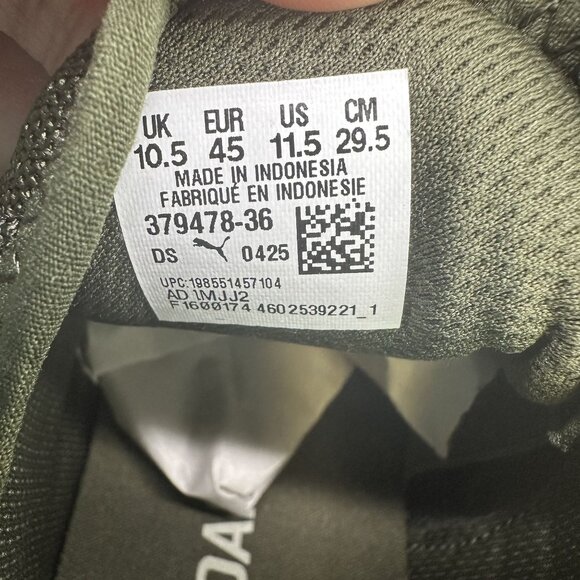 UK EUR US CM
10.5 45 11.5 29.5
MADE IN INDONESIA
FABRIQUÉ EN INDONESIE
379478-36
DS 0425
UPC:198551457104
AD 1MJJ2
F1600174 4602539221_1
DA